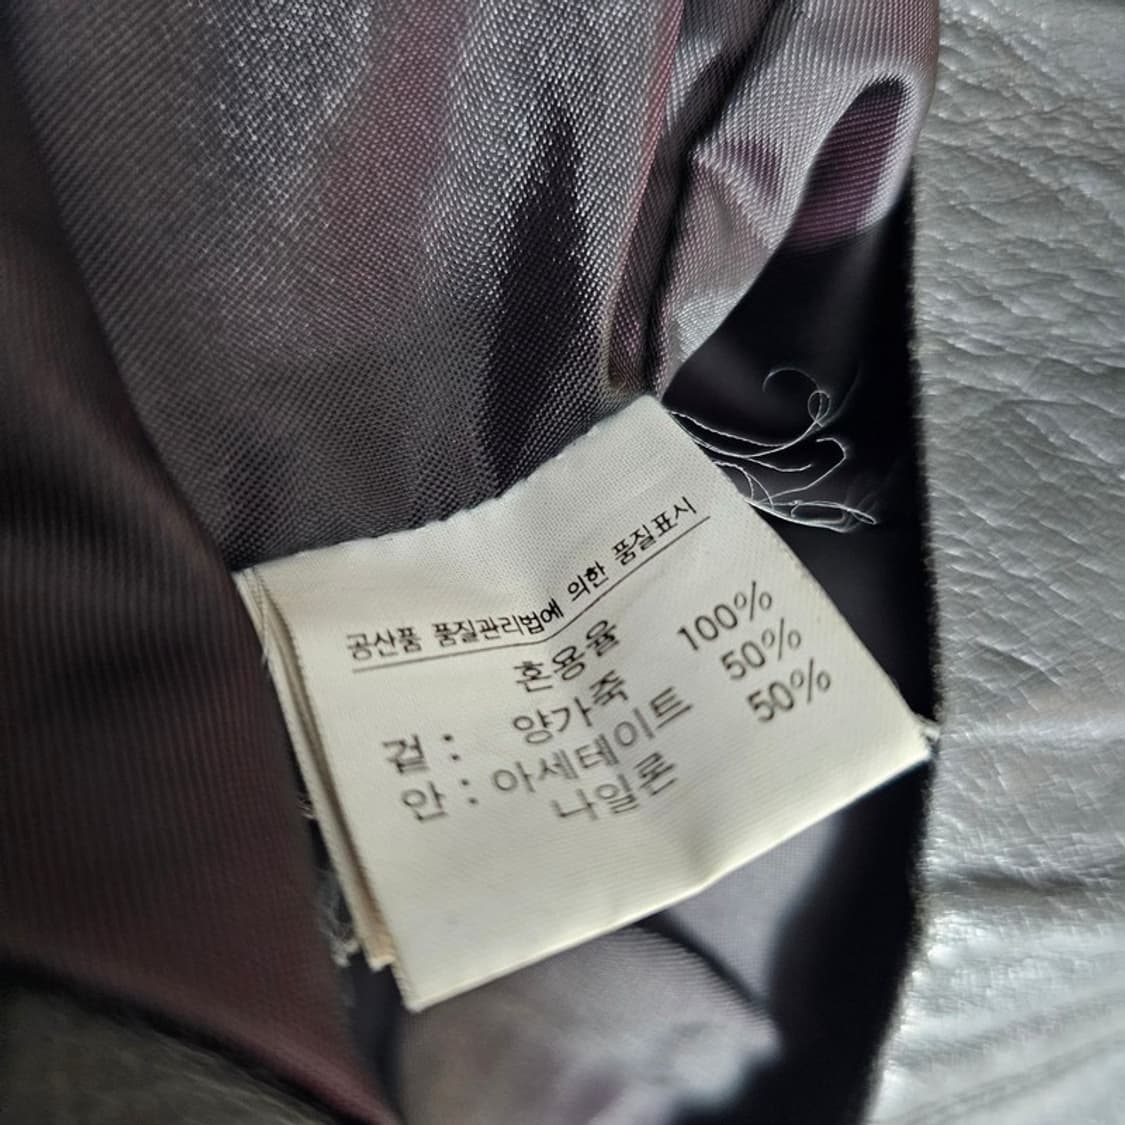 공산품 품질관리법에 의한 품질표시
혼용율
겉 : 양가죽 100%
안 : 아세테이트 50%
나일론 50%